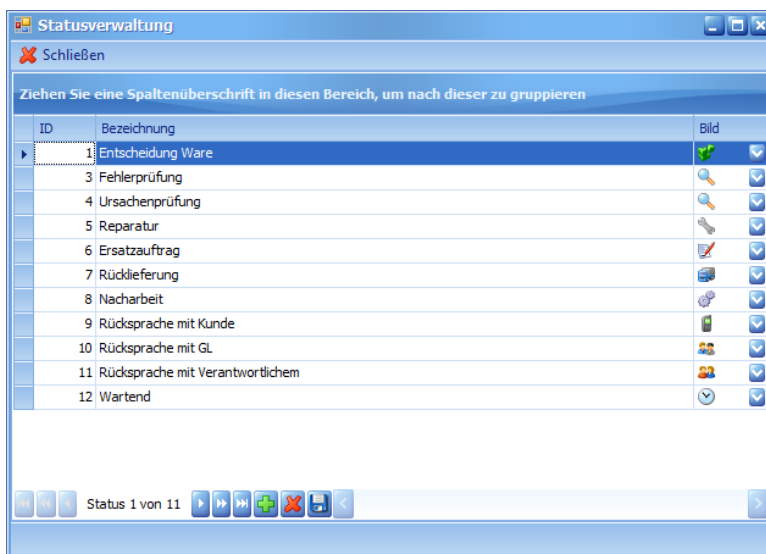 Statusverwaltung
Schließen
Ziehen Sie eine Spaltenüberschrift in diesen Bereich, um nach dieser zu gruppieren
ID Bezeichnung Bild
1 Entscheidung Ware
3 Fehlerprüfung
4 Ursachenprüfung
5 Reparatur
6 Ersatzauftrag
7 Rücklieferung
8 Nacharbeit
9 Rücksprache mit Kunde
10 Rücksprache mit GL
11 Rücksprache mit Verantwortlichem
12 Wartend
Status 1 von 11